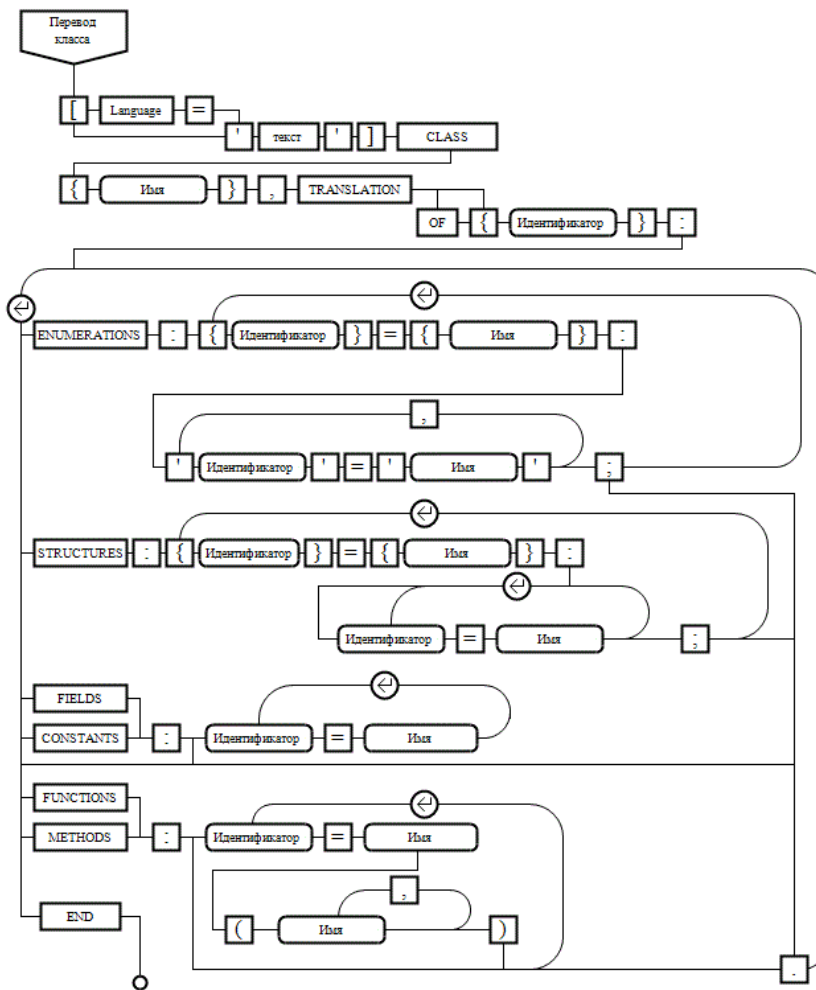 Перевод
класса
[ Language =
' текст ' ] CLASS
{ Имя } , TRANSLATION
OF { Идентификатор } :
ENUMERATIONS : { Идентификатор } = { Имя } :
,
' Идентификатор ' = ' Имя ' ;
STRUCTURES : { Идентификатор } = { Имя } :
Идентификатор = Имя ;
FIELDS
CONSTANTS : Идентификатор = Имя
FUNCTIONS
METHODS : Идентификатор = Имя
,
( Имя )
END
.